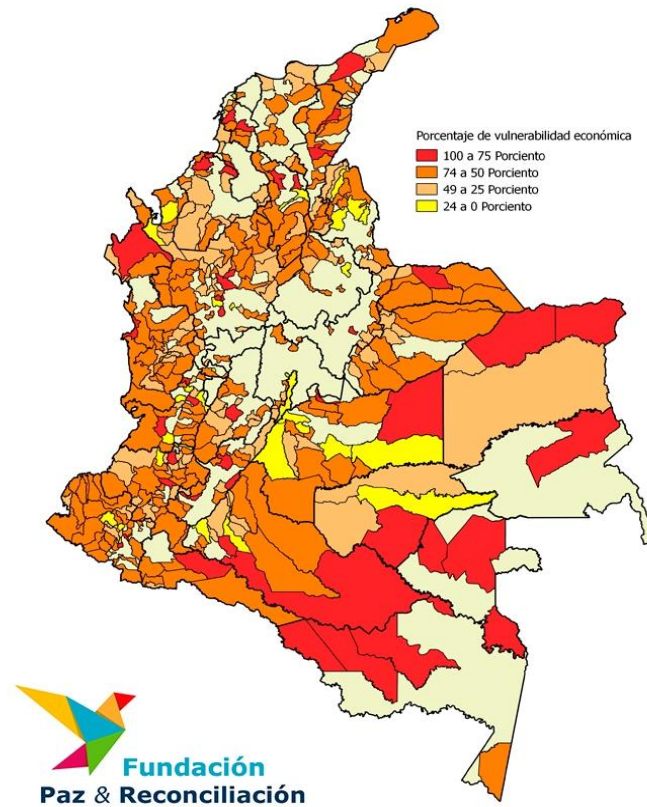 Porcentaje de vulnerabilidad económica
100 a 75 Porciento
74 a 50 Porciento
49 a 25 Porciento
24 a 0 Porciento
Fundación
Paz & Reconciliación